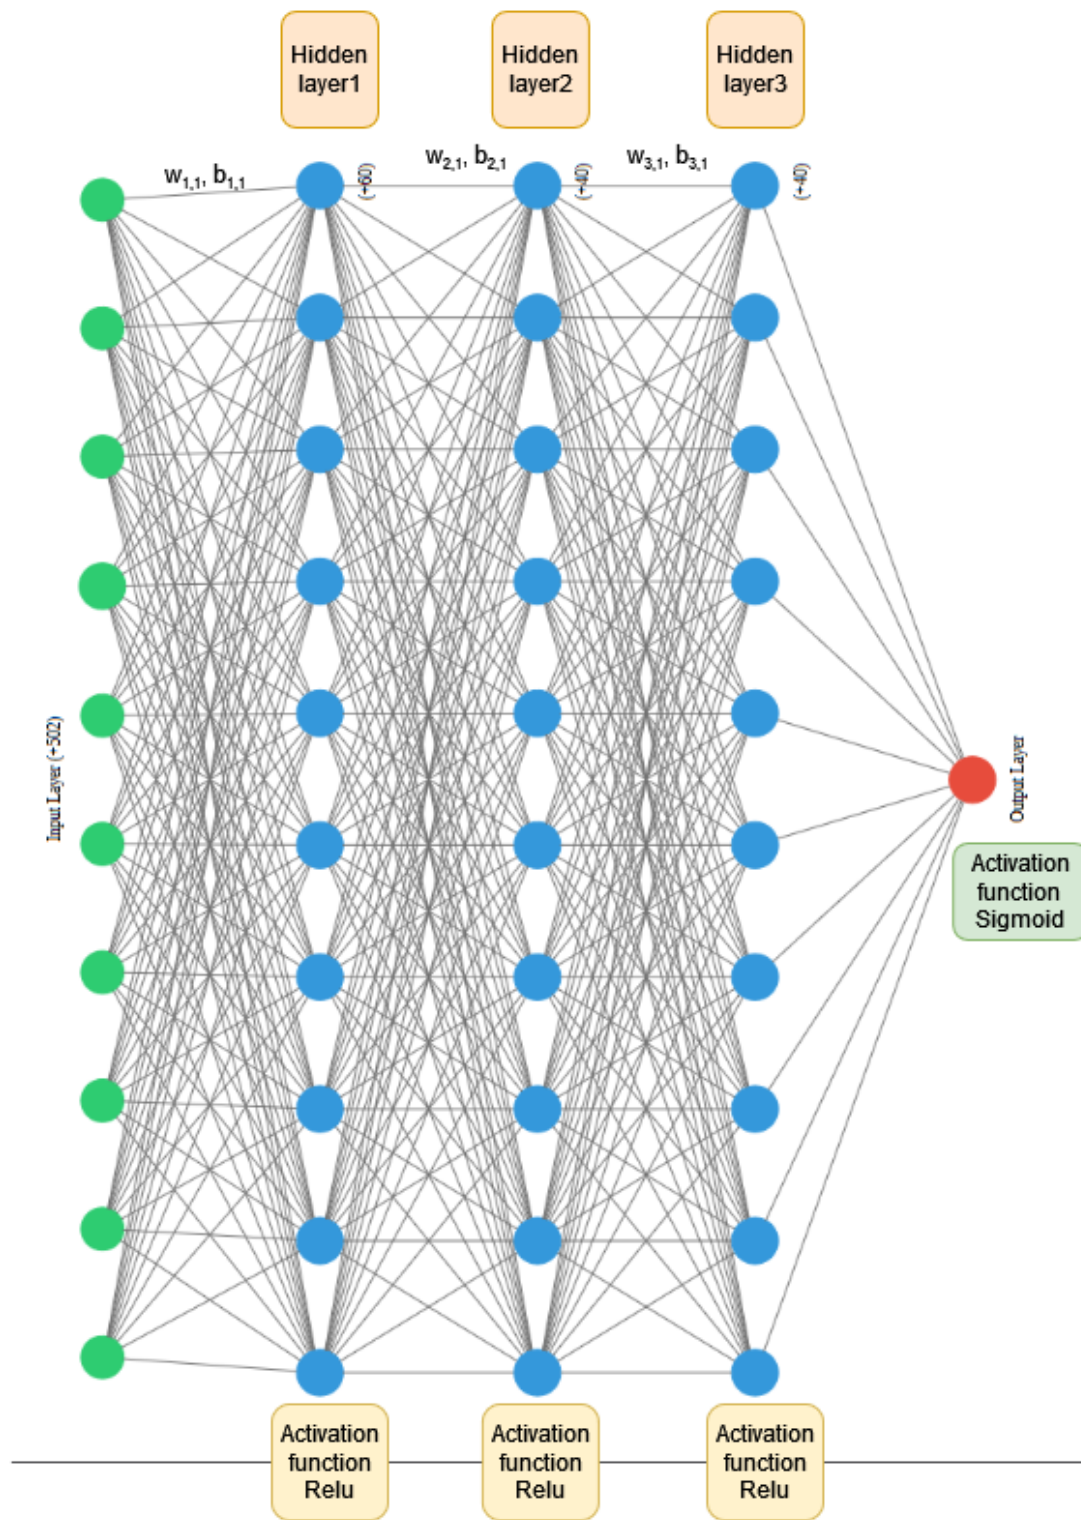 Hidden
layer1
Hidden
layer2
Hidden
layer3
w1,1, b1,1
(+60)
w2,1, b2,1
(+40)
w3,1, b3,1
(+40)
Input Layer (+502)
Output Layer
Activation
function
Sigmoid
Activation
function
Relu
Activation
function
Relu
Activation
function
Relu